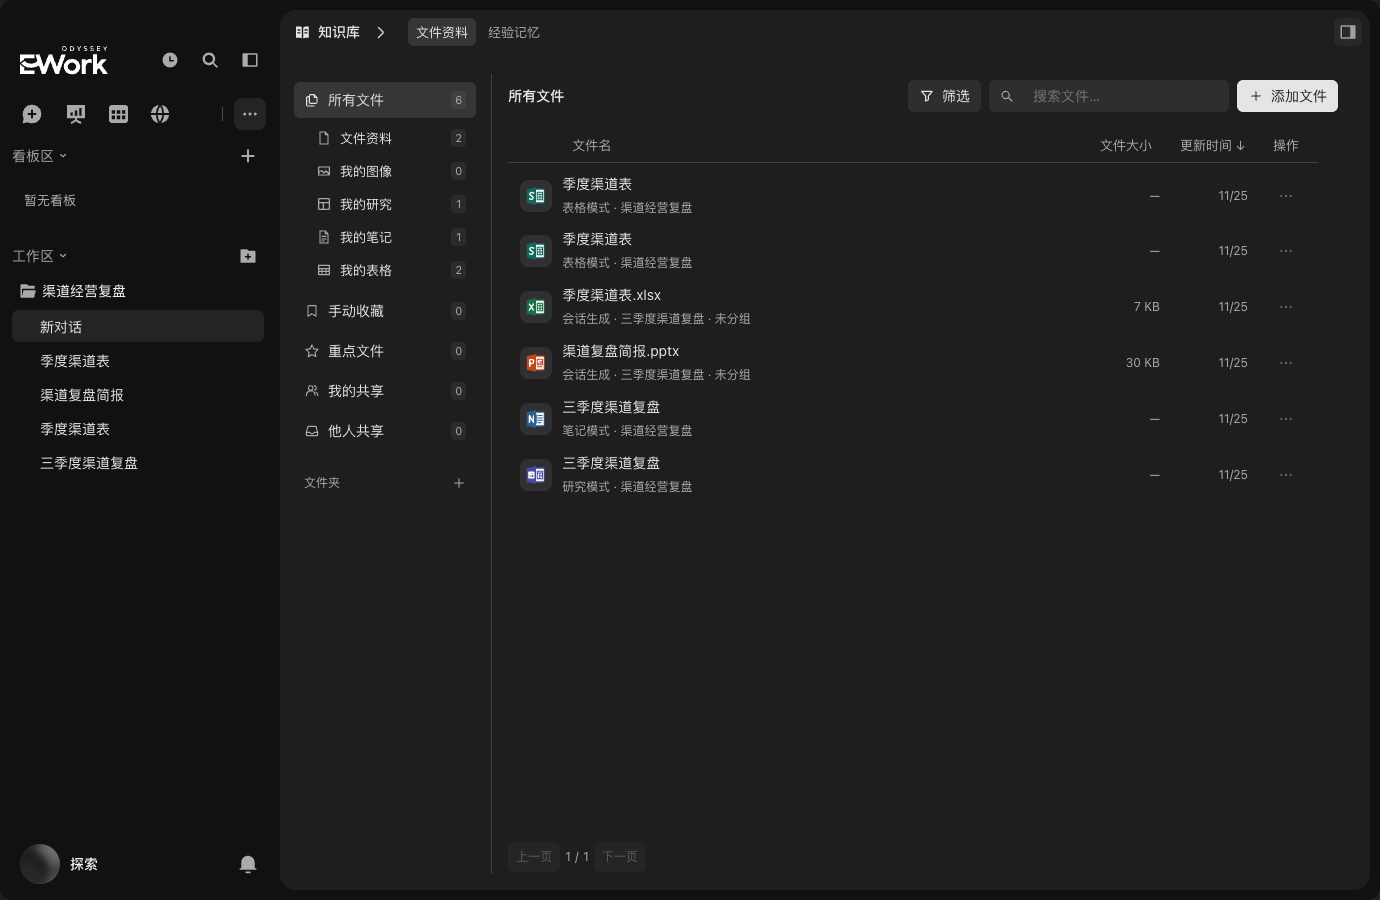 ODYSSEY
EWork
看板区
暂无看板
工作区
渠道经营复盘
新对话
季度渠道表
渠道复盘简报
季度渠道表
三季度渠道复盘
探索
知识库
文件资料 经验记忆
所有文件 6
文件资料 2
我的图像 0
我的研究 1
我的笔记 1
我的表格 2
手动收藏 0
重点文件 0
我的共享 0
他人共享 0
文件夹
所有文件
筛选
搜索文件...
添加文件
文件名 文件大小 更新时间 操作
季度渠道表
表格模式 · 渠道经营复盘
— 11/25 ...
季度渠道表
表格模式 · 渠道经营复盘
— 11/25 ...
季度渠道表.xlsx
会话生成 · 三季度渠道复盘 · 未分组
7 KB 11/25 ...
渠道复盘简报.pptx
会话生成 · 三季度渠道复盘 · 未分组
30 KB 11/25 ...
三季度渠道复盘
笔记模式 · 渠道经营复盘
— 11/25 ...
三季度渠道复盘
研究模式 · 渠道经营复盘
— 11/25 ...
上一页 1 / 1 下一页